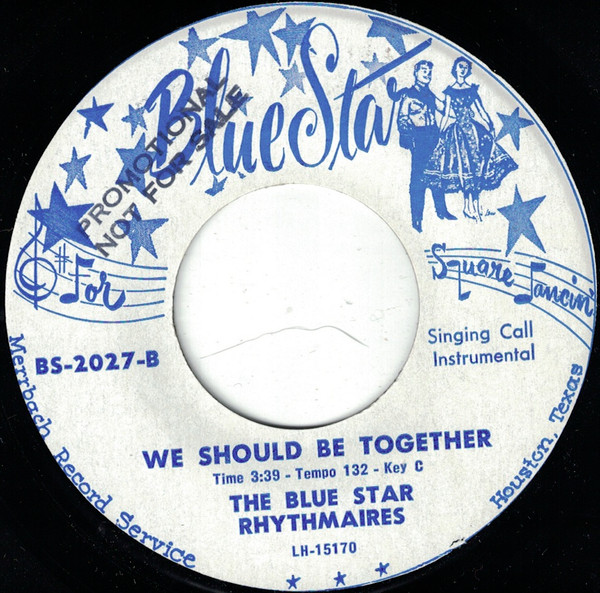 Blue Star
PROMOTIONAL
NOT FOR SALE
For
Square Dancin'
BS-2027-B
Singing Call
Instrumental
WE SHOULD BE TOGETHER
Time 3:39 - Tempo 132 - Key C
THE BLUE STAR
RHYTHMAIRES
LH-15170
Merrbach Record Service
Houston, Texas